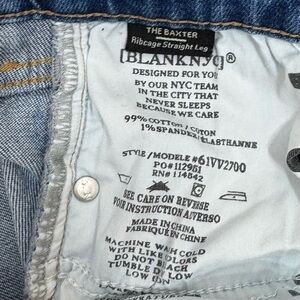 THE BAXTER
Ribcage Straight Leg
[BLANKNYC]®
DESIGNED FOR YOU
BY OUR NYC TEAM
IN THE CITY THAT
NEVER SLEEPS
BECAUSE WE CARE
99% COTTON / COTON
1% SPANDEX/ELASTHANNE
STYLE / MODELE #61VV2700
PO#112961
RN# 114842
SEE CARE ON REVERSE
VOIR INSTRUCTION AU VERSO
MADE IN CHINA
FABRIQUE EN CHINE
MACHINE WASH COLD
WITH LIKE COLORS
DO NOT BLEACH
TUMBLE DRY LOW
LOW IRON